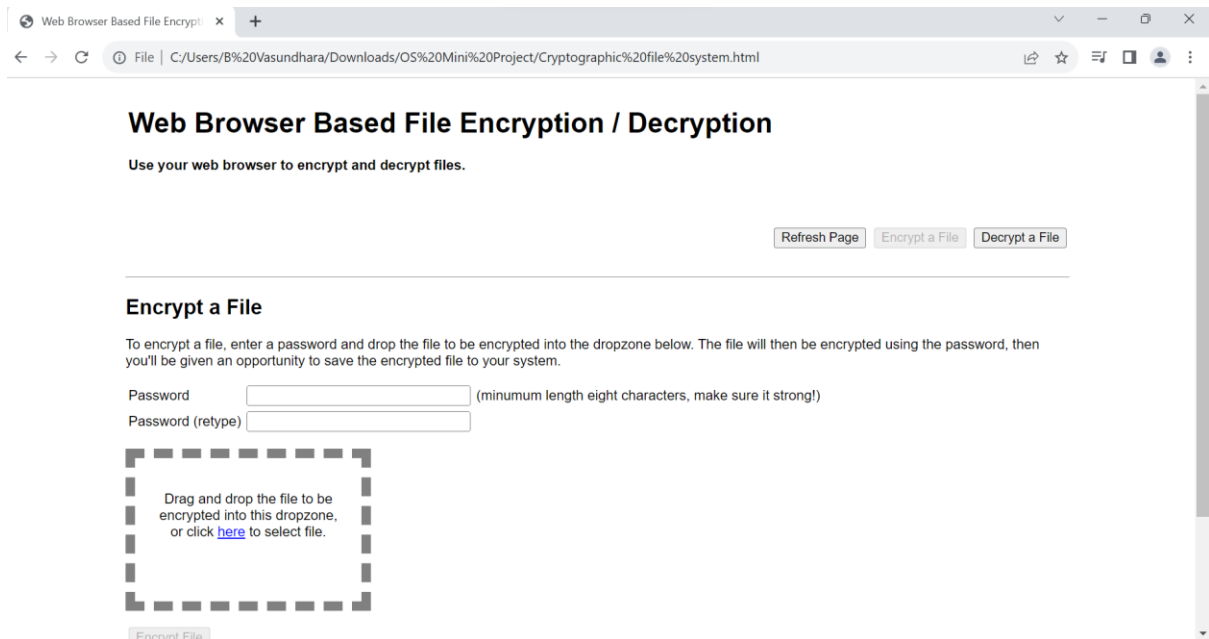 Web Browser Based File Encrypti
File | C:/Users/B%20Vasundhara/Downloads/OS%20Mini%20Project/Cryptographic%20file%20system.html
Web Browser Based File Encryption / Decryption
Use your web browser to encrypt and decrypt files.
Refresh Page Encrypt a File Decrypt a File
Encrypt a File
To encrypt a file, enter a password and drop the file to be encrypted into the dropzone below. The file will then be encrypted using the password, then
you'll be given an opportunity to save the encrypted file to your system.
Password (minumum length eight characters, make sure it strong!)
Password (retype)
Drag and drop the file to be
encrypted into this dropzone,
or click here to select file.
Encrypt File